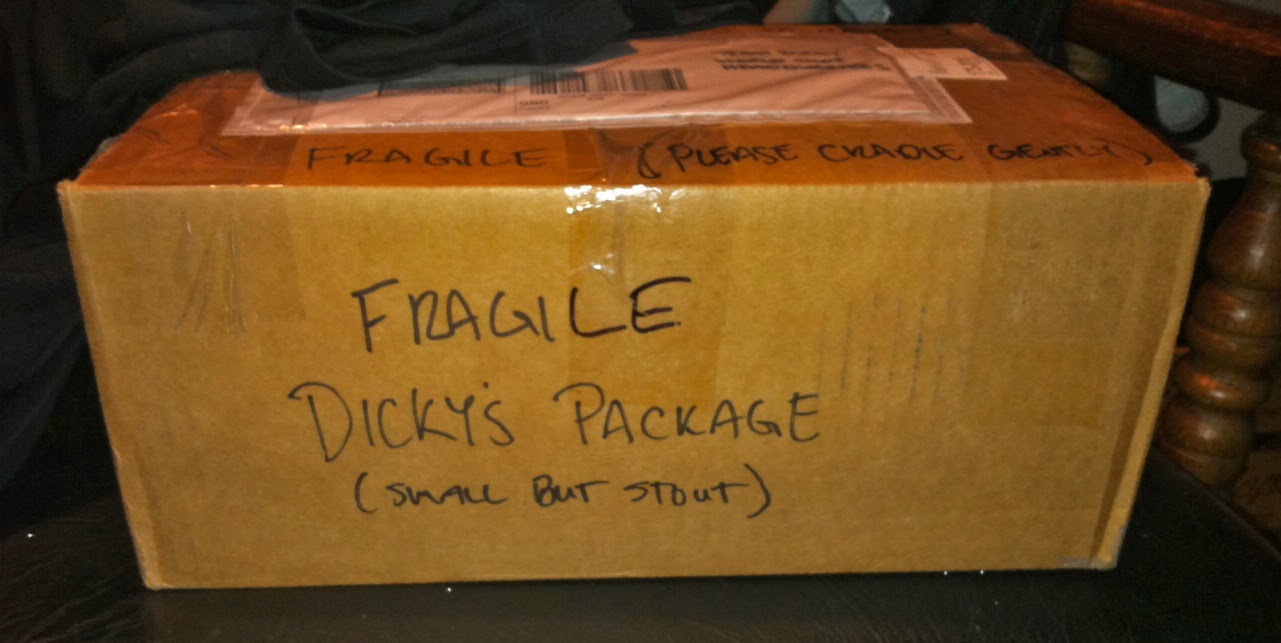 FRAGILE (PLEASE CRADLE GENTLY)
FRAGILE
DICKY'S PACKAGE
(SMALL BUT STOUT)